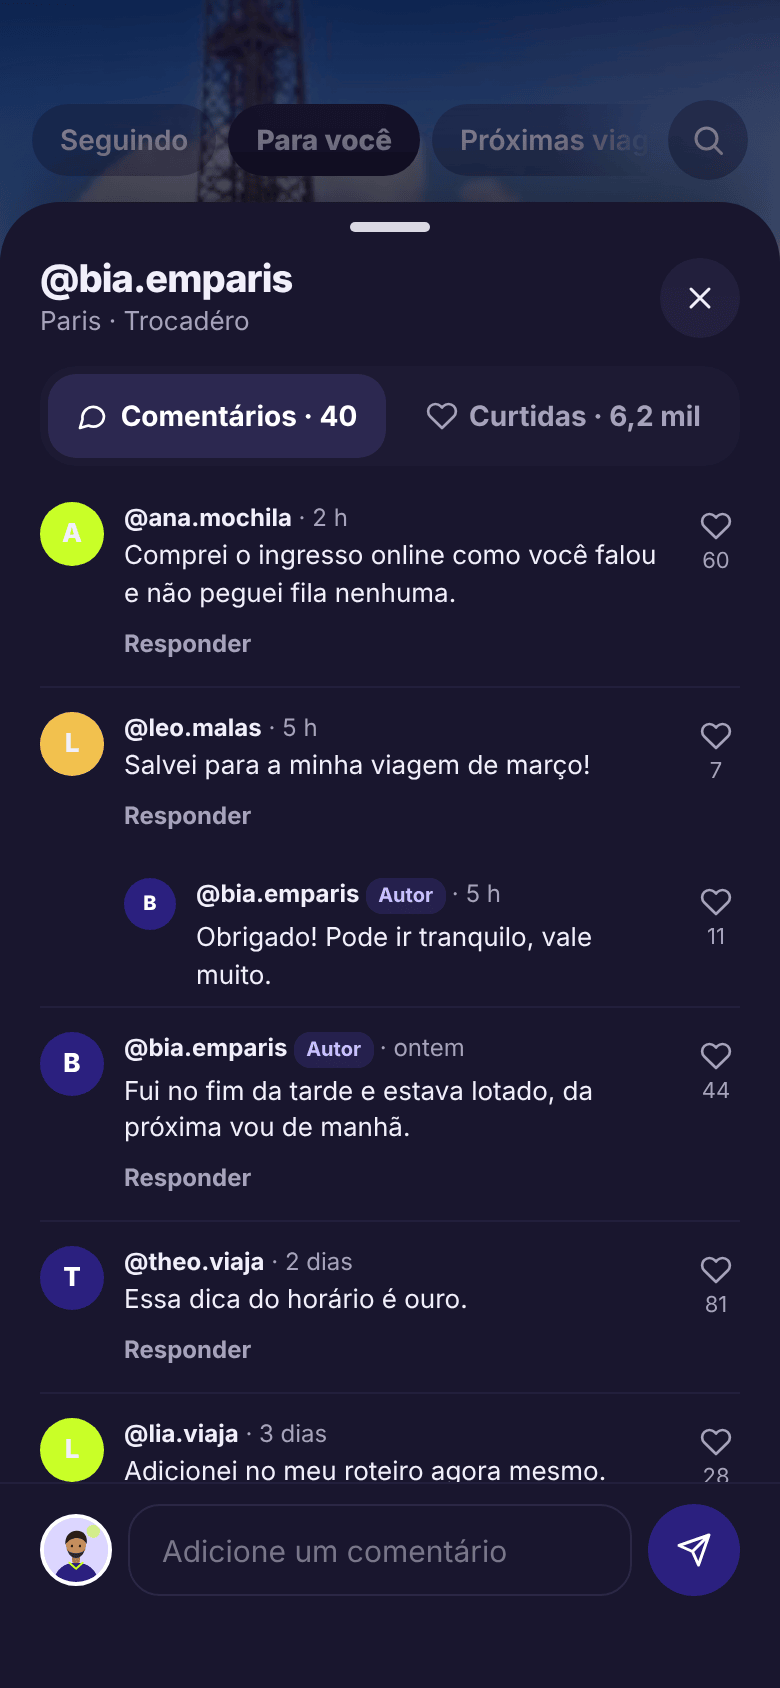 Seguindo
Para você
Próximas viag
@bia.emparis
Paris · Trocadéro
Comentários · 40
Curtidas · 6,2 mil
A
@ana.mochila · 2 h
Comprei o ingresso online como você falou
e não peguei fila nenhuma.
60
Responder
L
@leo.malas · 5 h
Salvei para a minha viagem de março!
7
Responder
B
@bia.emparis Autor · 5 h
Obrigado! Pode ir tranquilo, vale
muito.
11
B
@bia.emparis Autor · ontem
Fui no fim da tarde e estava lotado, da
próxima vou de manhã.
44
Responder
T
@theo.viaja · 2 dias
Essa dica do horário é ouro.
81
Responder
L
@lia.viaja · 3 dias
Adicionei no meu roteiro agora mesmo.
28
Adicione um comentário